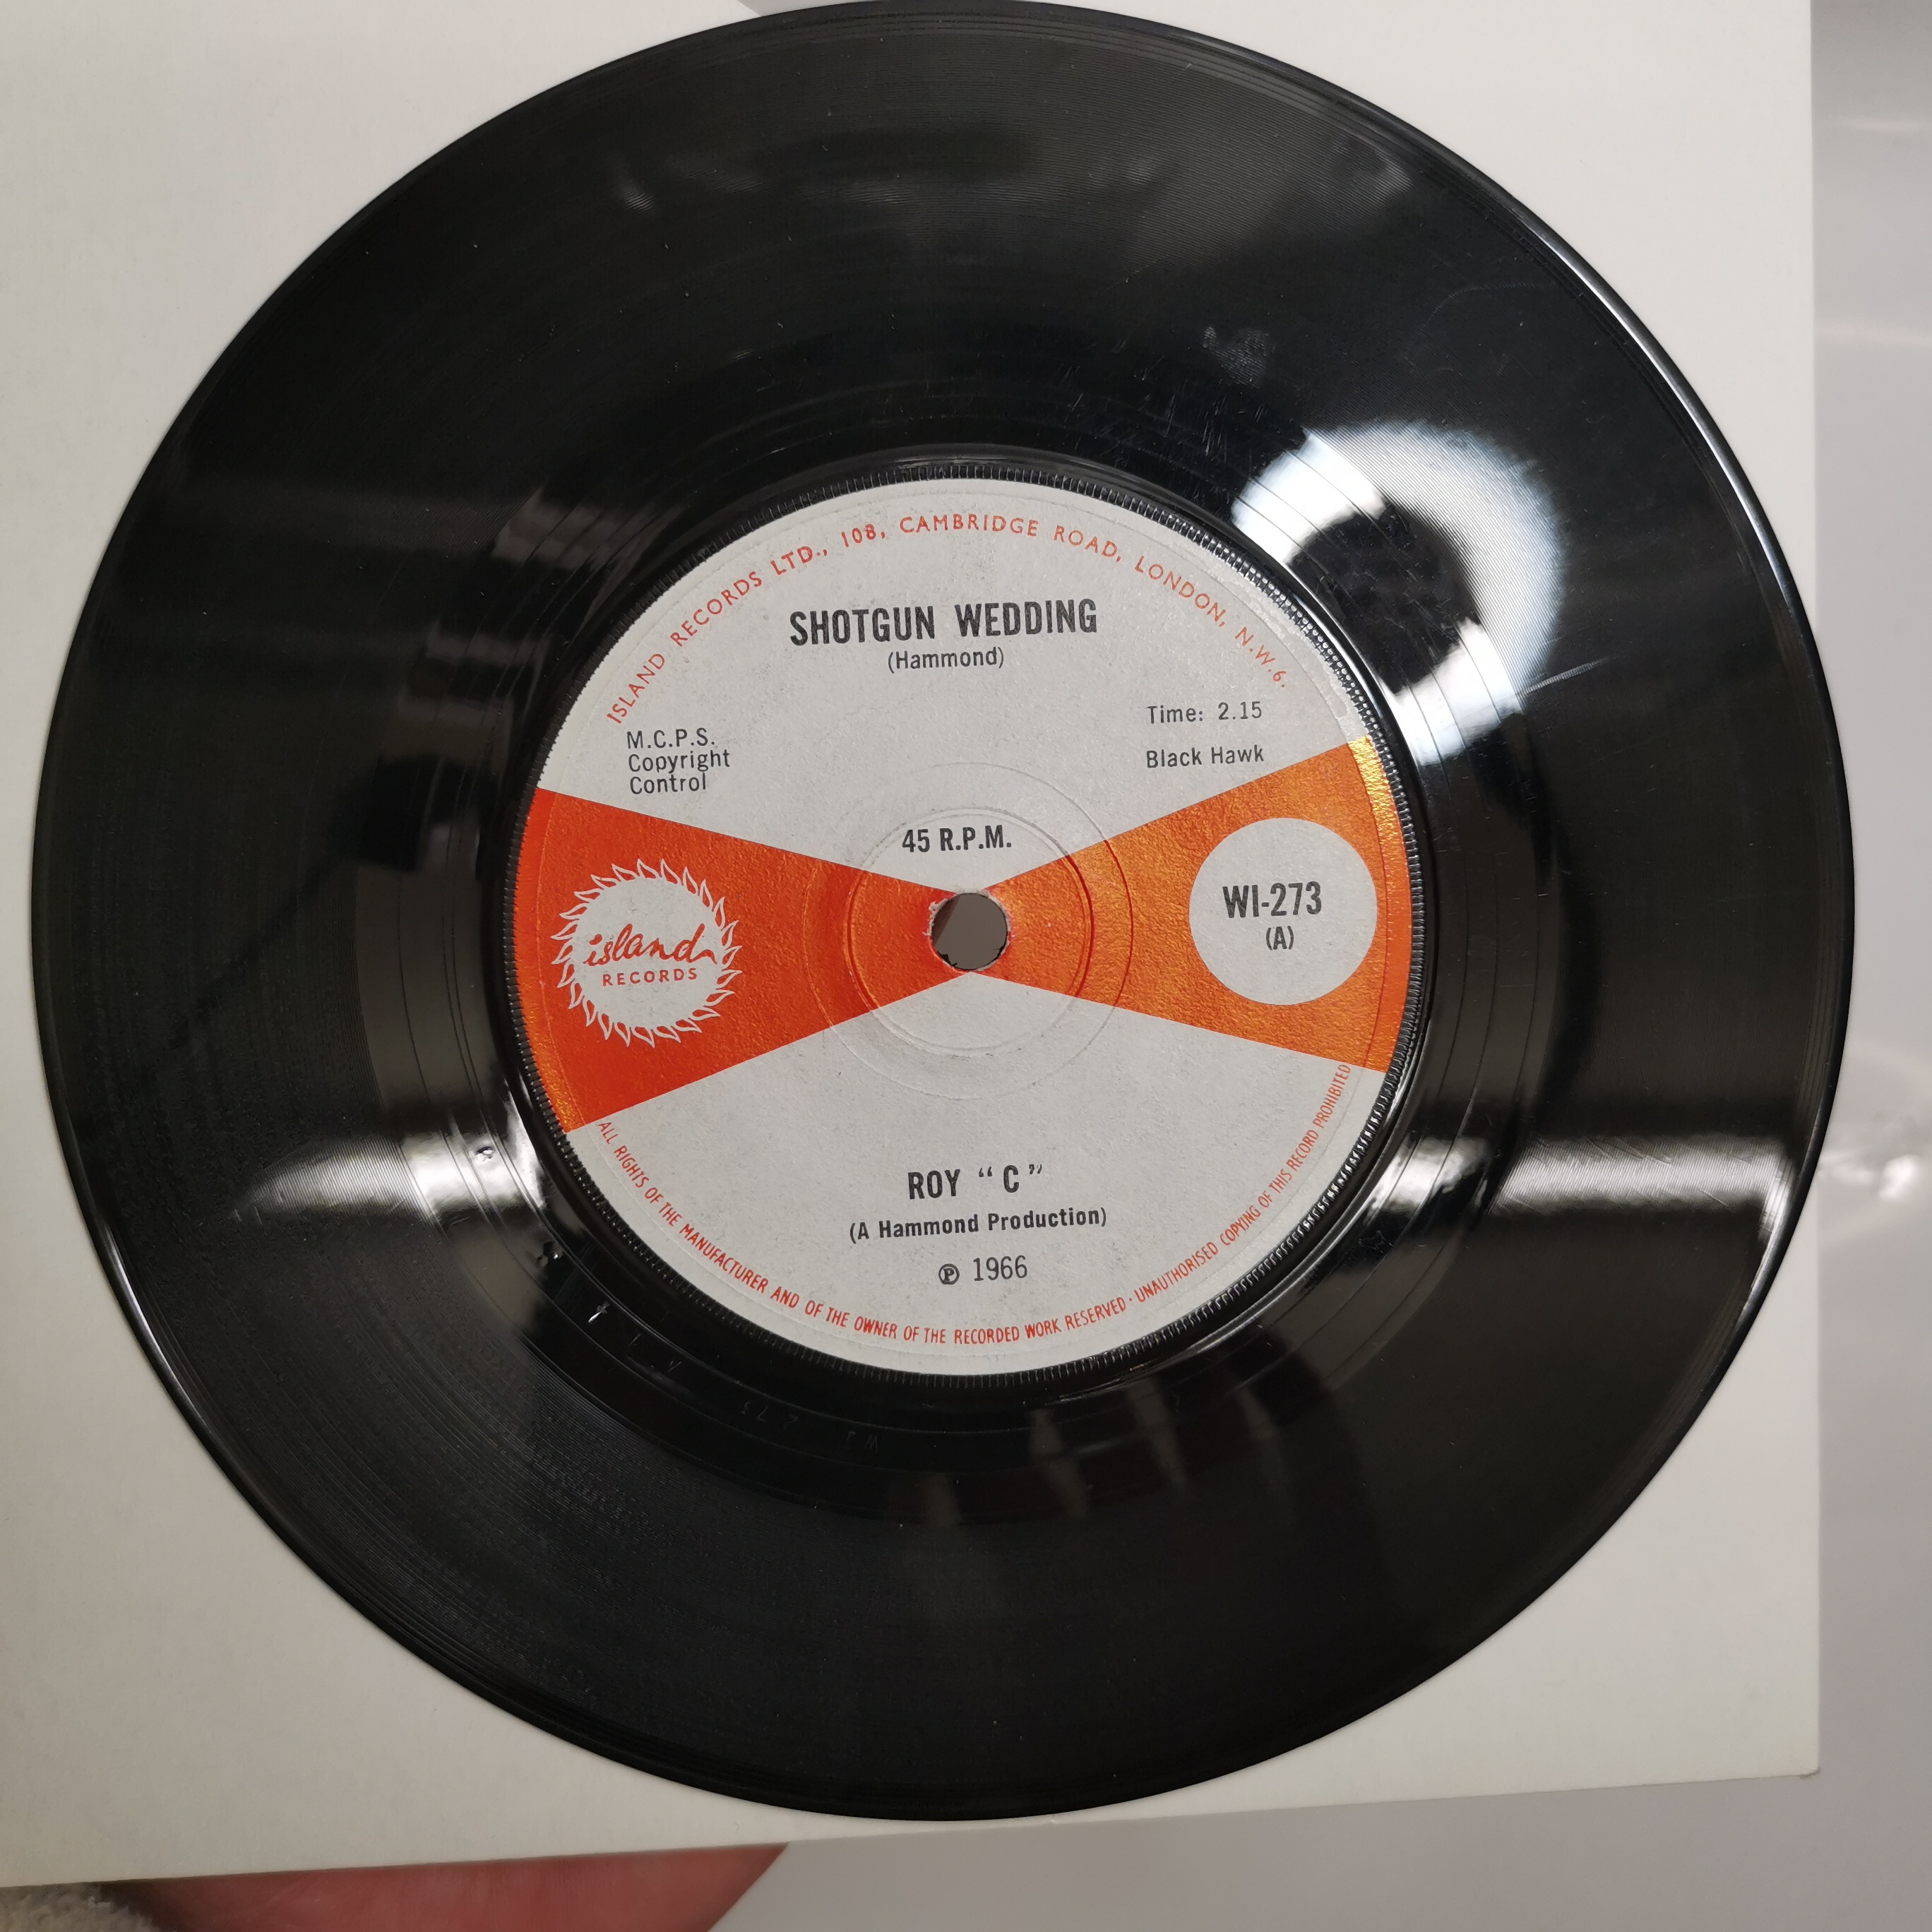 ISLAND RECORDS LTD., 108, CAMBRIDGE ROAD, LONDON, N.W.6.
SHOTGUN WEDDING
(Hammond)
M.C.P.S.
Copyright
Control
Time: 2.15
Black Hawk
45 R.P.M.
island
RECORDS
WI-273
(A)
ROY “C”
(A Hammond Production)
℗ 1966
ALL RIGHTS OF THE MANUFACTURER AND OF THE OWNER OF THE RECORDED WORK RESERVED · UNAUTHORISED COPYING OF THIS RECORD PROHIBITED